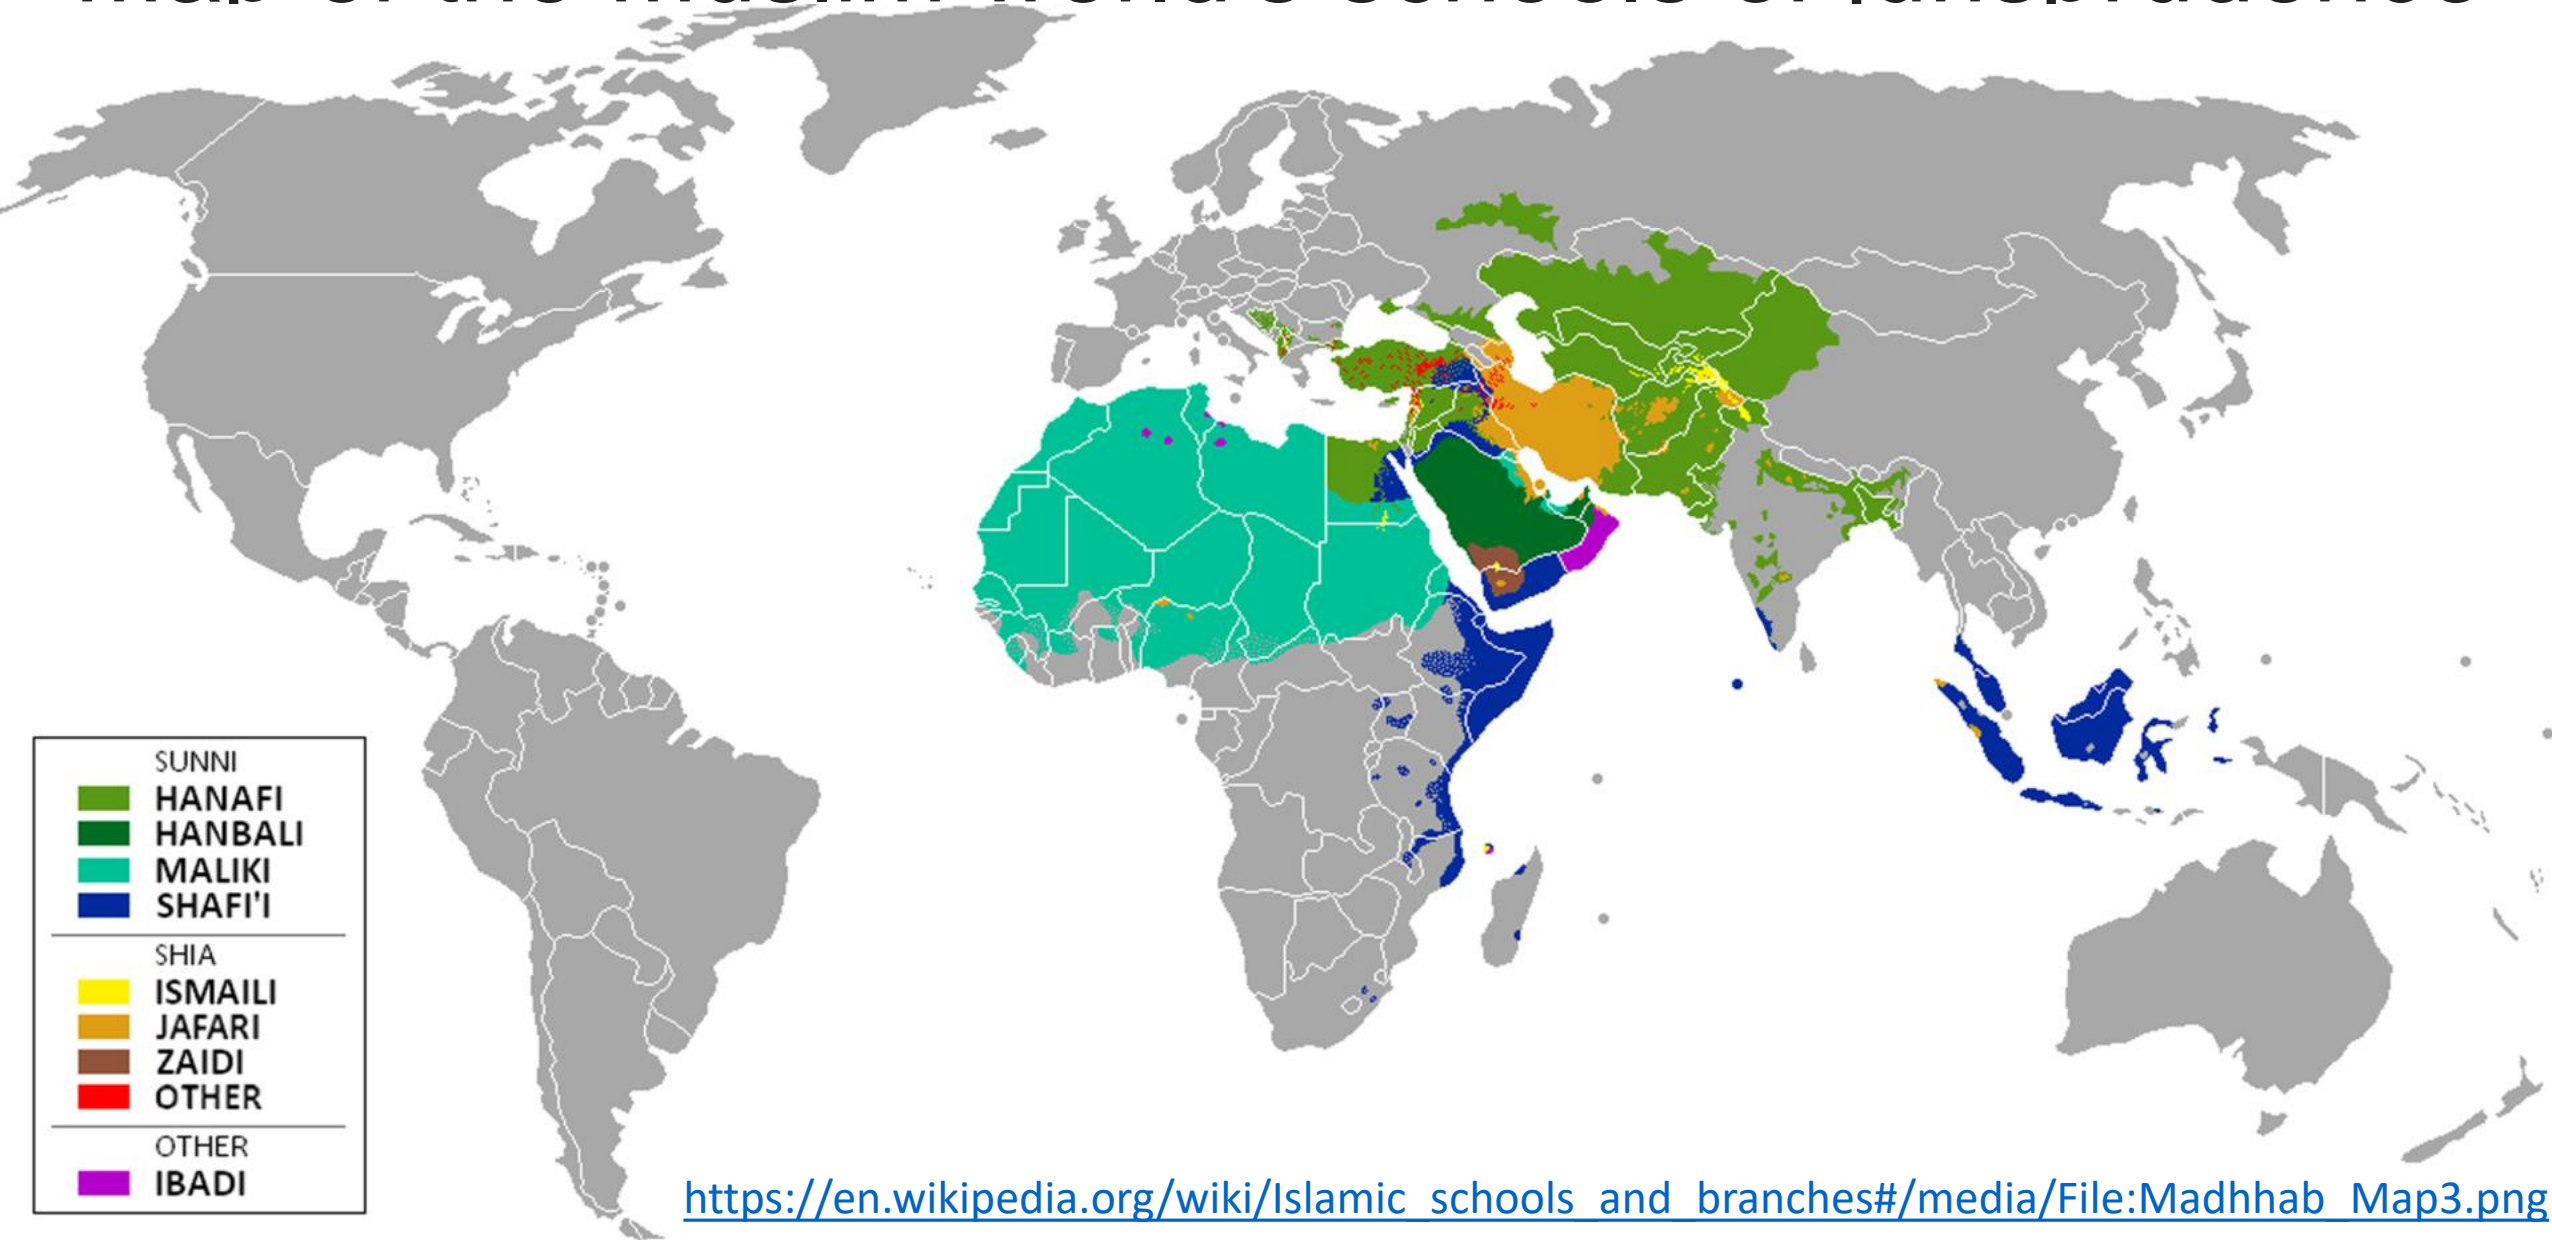 SUNNI
HANAFI
HANBALI
MALIKI
SHAFI'I
SHIA
ISMAILI
JAFARI
ZAIDI
OTHER
OTHER
IBADI
https://en.wikipedia.org/wiki/Islamic_schools_and_branches#/media/File:Madhhab_Map3.png